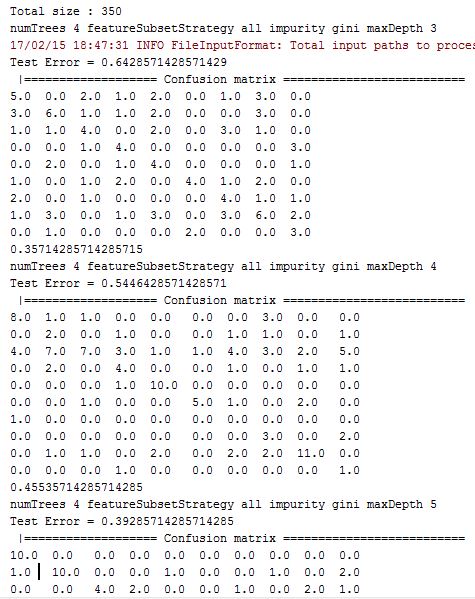 Total size : 350
numTrees 4 featureSubsetStrategy all impurity gini maxDepth 3
17/02/15 18:47:31 INFO FileInputFormat: Total input paths to proces
Test Error = 0.6428571428571429
|=================== Confusion matrix ==========================
5.0 0.0 2.0 1.0 2.0 0.0 1.0 3.0 0.0
3.0 6.0 1.0 1.0 2.0 0.0 0.0 3.0 0.0
1.0 1.0 4.0 0.0 2.0 0.0 3.0 1.0 0.0
0.0 0.0 1.0 4.0 0.0 0.0 0.0 0.0 3.0
0.0 2.0 0.0 1.0 4.0 0.0 0.0 0.0 1.0
1.0 0.0 1.0 2.0 0.0 4.0 1.0 2.0 0.0
2.0 0.0 1.0 0.0 0.0 0.0 4.0 1.0 1.0
1.0 3.0 0.0 1.0 3.0 0.0 3.0 6.0 2.0
0.0 1.0 0.0 0.0 0.0 2.0 0.0 0.0 3.0
0.35714285714285715
numTrees 4 featureSubsetStrategy all impurity gini maxDepth 4
Test Error = 0.5446428571428571
|=================== Confusion matrix ==========================
8.0 1.0 1.0 0.0 0.0 0.0 0.0 3.0 0.0 0.0
0.0 2.0 0.0 1.0 0.0 0.0 1.0 1.0 0.0 1.0
4.0 7.0 7.0 3.0 1.0 1.0 4.0 3.0 2.0 5.0
0.0 2.0 0.0 4.0 0.0 0.0 1.0 0.0 1.0 1.0
0.0 0.0 0.0 1.0 10.0 0.0 0.0 0.0 0.0 0.0
0.0 0.0 1.0 0.0 0.0 5.0 1.0 0.0 2.0 0.0
1.0 0.0 0.0 0.0 0.0 0.0 0.0 0.0 0.0 0.0
0.0 0.0 0.0 0.0 0.0 0.0 0.0 3.0 0.0 2.0
0.0 1.0 1.0 0.0 2.0 0.0 2.0 2.0 11.0 0.0
0.0 0.0 0.0 1.0 0.0 0.0 0.0 0.0 0.0 1.0
0.45535714285714285
numTrees 4 featureSubsetStrategy all impurity gini maxDepth 5
Test Error = 0.39285714285714285
|=================== Confusion matrix ==========================
10.0 0.0 0.0 0.0 0.0 0.0 0.0 0.0 0.0 0.0
1.0 10.0 0.0 0.0 1.0 0.0 0.0 1.0 0.0 2.0
0.0 0.0 4.0 2.0 0.0 0.0 1.0 0.0 2.0 1.0